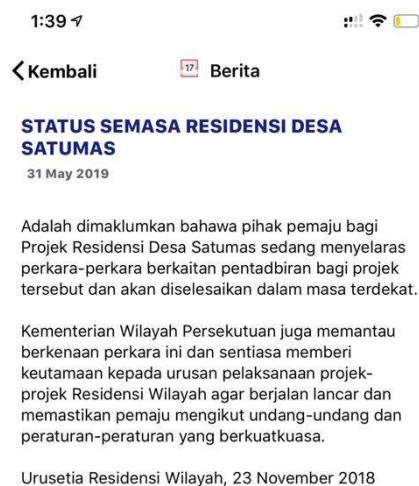 1:39
Kembali
17 Berita
STATUS SEMASA RESIDENSI DESA
SATUMAS
31 May 2019
Adalah dimaklumkan bahawa pihak pemaju bagi
Projek Residensi Desa Satumas sedang menyelaras
perkara-perkara berkaitan pentadbiran bagi projek
tersebut dan akan diselesaikan dalam masa terdekat.
Kementerian Wilayah Persekutuan juga memantau
berkenaan perkara ini dan sentiasa memberi
keutamaan kepada urusan pelaksanaan projek-
projek Residensi Wilayah agar berjalan lancar dan
memastikan pemaju mengikut undang-undang dan
peraturan-peraturan yang berkuatkuasa.
Urusetia Residensi Wilayah, 23 November 2018